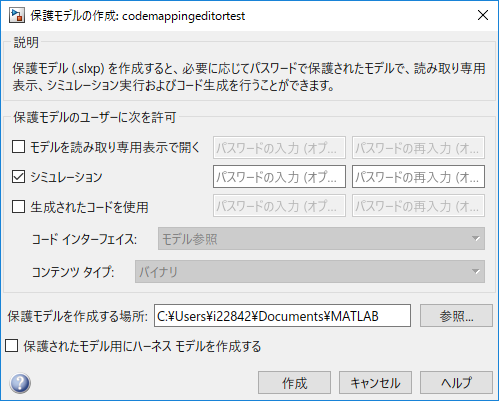 保護モデルの作成: codemappingeditortest
説明
保護モデル (.slxp) を作成すると、必要に応じてパスワードで保護されたモデルで、読み取り専用
表示、シミュレーション実行およびコード生成を行うことができます。
保護モデルのユーザーに次を許可
モデルを読み取り専用表示で開く パスワードの入力 (オプ... パスワードの再入力 (オ...
シミュレーション パスワードの入力 (オプ... パスワードの再入力 (オ...
生成されたコードを使用 パスワードの入力 (オプ... パスワードの再入力 (オ...
コード インターフェイス: モデル参照
コンテンツ タイプ: バイナリ
保護モデルを作成する場所: C:¥Users¥i22842¥Documents¥MATLAB 参照...
保護されたモデル用にハーネス モデルを作成する
作成 キャンセル ヘルプ